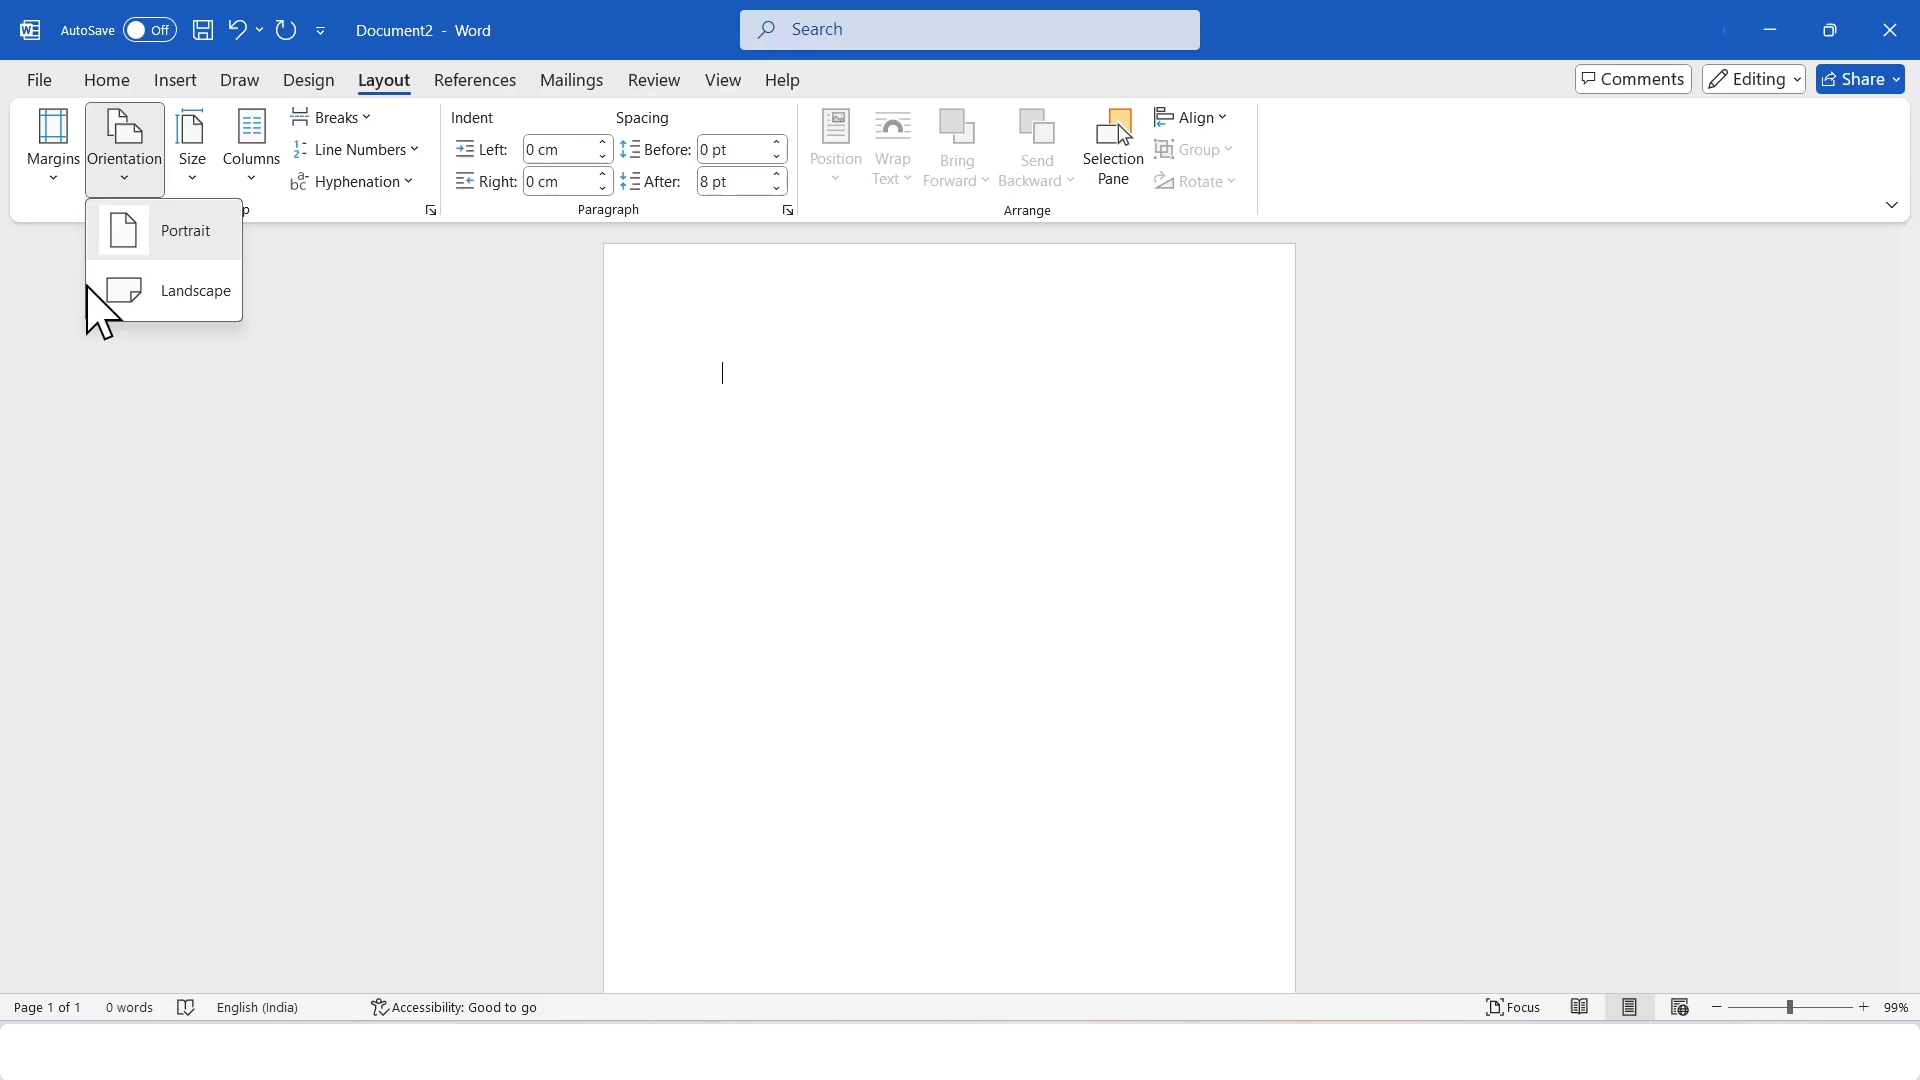 AutoSave Off Document2 - Word Search
File Home Insert Draw Design Layout References Mailings Review View Help Comments Editing Share
Margins Orientation Size Columns
Breaks
Line Numbers
Hyphenation
Indent Spacing
Left: 0 cm Before: 0 pt
Right: 0 cm After: 8 pt
Paragraph
Position Wrap Text Bring Forward Send Backward Selection Pane
Align
Group
Rotate
Arrange
Portrait
Landscape
Page 1 of 1 0 words English (India) Accessibility: Good to go Focus 99%